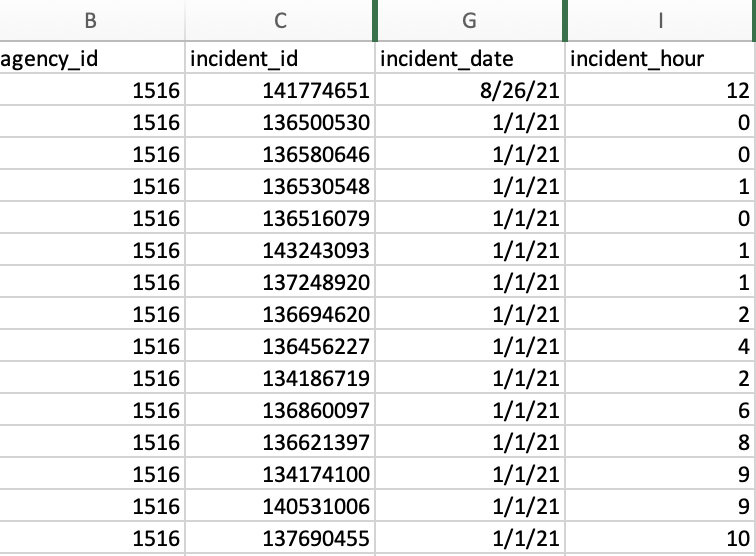 B C G I
agency_id incident_id incident_date incident_hour
1516 141774651 8/26/21 12
1516 136500530 1/1/21 0
1516 136580646 1/1/21 0
1516 136530548 1/1/21 1
1516 136516079 1/1/21 0
1516 143243093 1/1/21 1
1516 137248920 1/1/21 1
1516 136694620 1/1/21 2
1516 136456227 1/1/21 4
1516 134186719 1/1/21 2
1516 136860097 1/1/21 6
1516 136621397 1/1/21 8
1516 134174100 1/1/21 9
1516 140531006 1/1/21 9
1516 137690455 1/1/21 10